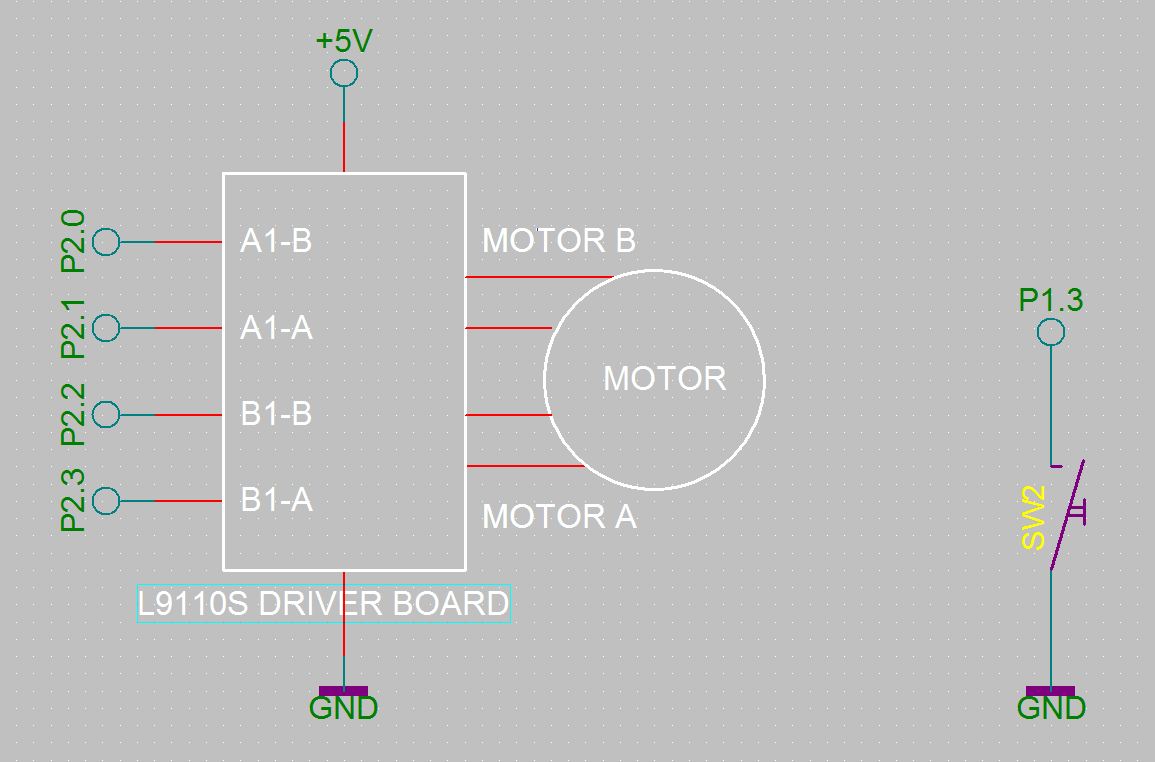 +5V
P2.0
A1-B
MOTOR B
P2.1
A1-A
P1.3
MOTOR
P2.2
B1-B
P2.3
B1-A
MOTOR A
SW2
L9110S DRIVER BOARD
GND
GND